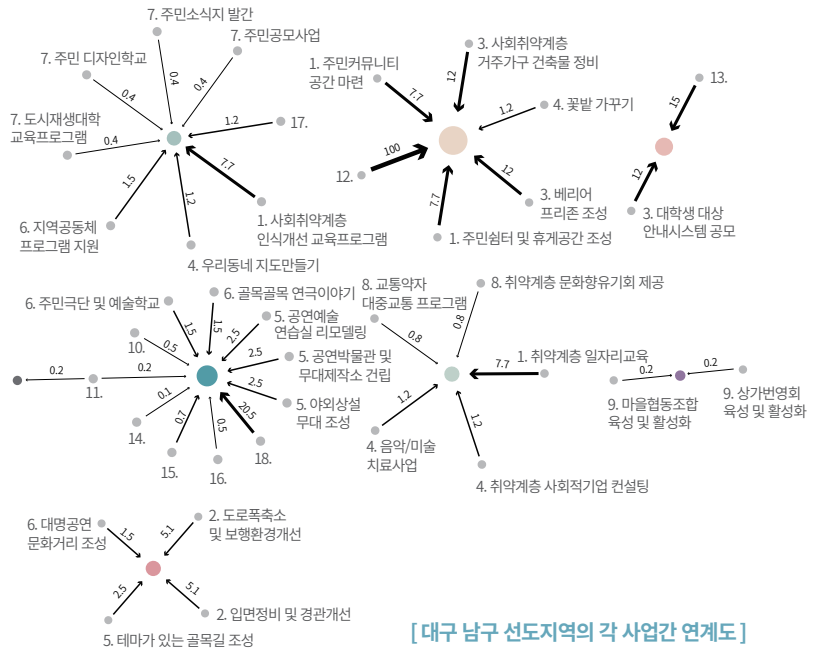 7. 주민소식지 발간
7. 주민공모사업
7. 주민 디자인학교
7. 도시재생대학
교육프로그램
0.4
0.4
0.4
0.4
1.2
17.
7.7
1.2
1.5
6. 지역공동체
프로그램 지원
4. 우리동네 지도만들기
1. 사회취약계층
인식개선 교육프로그램
1. 주민커뮤니티
공간 마련
3. 사회취약계층
거주가구 건축물 정비
4. 꽃밭 가꾸기
7.7
12
1.2
100
12.
7.7
12
3. 베리어
프리존 조성
1. 주민쉼터 및 휴게공간 조성
13.
15
12
3. 대학생 대상
안내시스템 공모
6. 주민극단 및 예술학교
6. 골목골목 연극이야기
5. 공연예술
연습실 리모델링
5. 공연박물관 및
무대제작소 건립
5. 야외상설
무대 조성
1.5
1.5
2.5
2.5
2.5
10.
0.5
0.2
0.2
11.
0.1
14.
0.7
15.
0.5
16.
20.5
18.
8. 교통약자
대중교통 프로그램
8. 취약계층 문화향유기회 제공
0.8
0.8
1. 취약계층 일자리교육
7.7
1.2
1.2
4. 음악/미술
치료사업
4. 취약계층 사회적기업 컨설팅
0.2
0.2
9. 마을협동조합
육성 및 활성화
9. 상가번영회
육성 및 활성화
6. 대명공연
문화거리 조성
2. 도로폭축소
및 보행환경개선
1.5
5.1
2.5
5.1
2. 입면정비 및 경관개선
5. 테마가 있는 골목길 조성
[ 대구 남구 선도지역의 각 사업간 연계도 ]